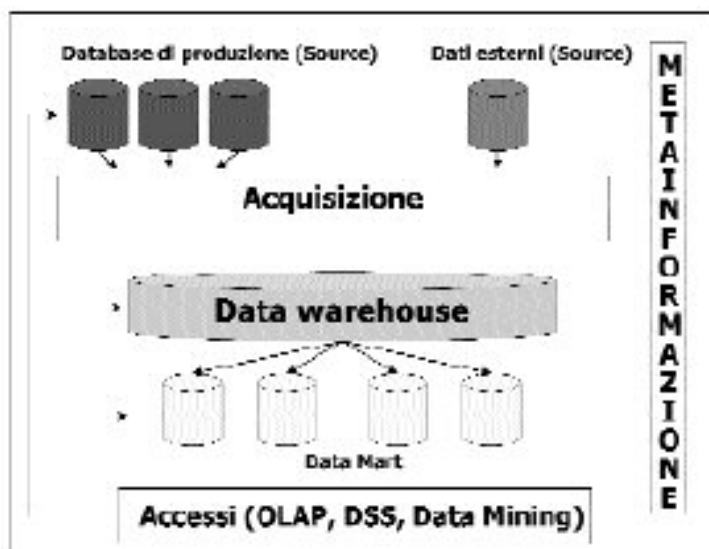 Database di produzione (Source)
Dati esterni (Source)
Acquisizione
Data warehouse
Data Mart
Accessi (OLAP, DSS, Data Mining)
METAINFORMAZIONE